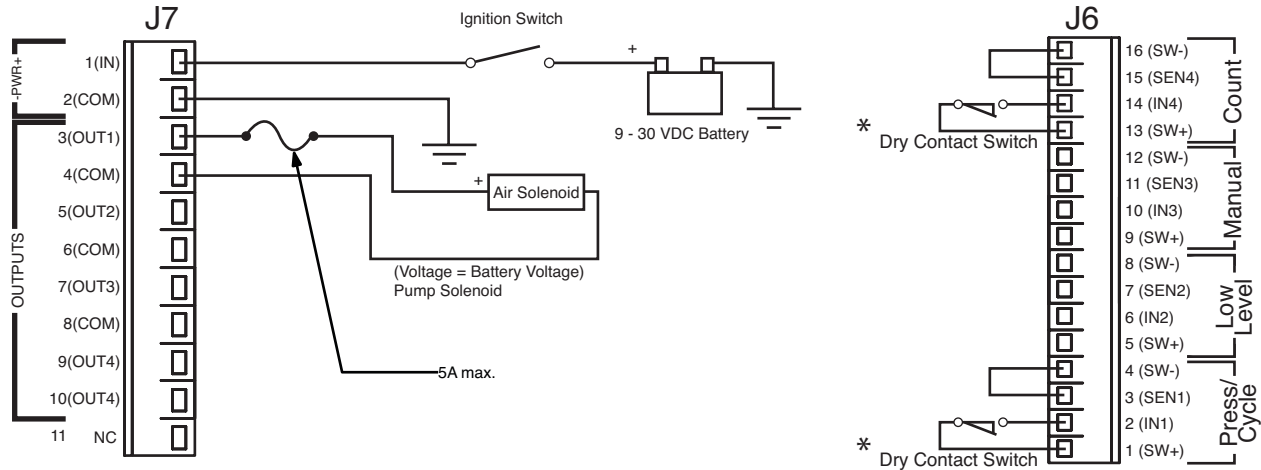 J7
-PWR+
OUTPUTS
1(IN)
2(COM)
3(OUT1)
4(COM)
5(OUT2)
6(COM)
7(OUT3)
8(COM)
9(OUT4)
10(OUT4)
11 NC
Ignition Switch
+
9 - 30 VDC Battery
+
Air Solenoid
(Voltage = Battery Voltage)
Pump Solenoid
5A max.
J6
16 (SW-)
15 (SEN4)
14 (IN4)
13 (SW+)
12 (SW-)
11 (SEN3)
10 (IN3)
9 (SW+)
8 (SW-)
7 (SEN2)
6 (IN2)
5 (SW+)
4 (SW-)
3 (SEN1)
2 (IN1)
1 (SW+)
Count
Manual
Low
Level
Press/
Cycle
*
Dry Contact Switch
*
Dry Contact Switch